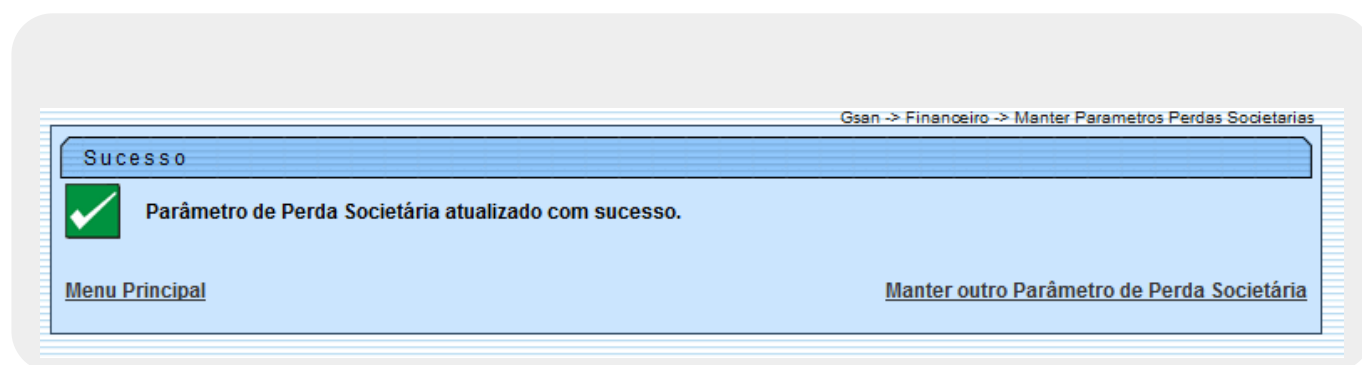 Gsan -> Financeiro -> Manter Parametros Perdas Societarias
Sucesso
Parâmetro de Perda Societária atualizado com sucesso.
Menu Principal
Manter outro Parâmetro de Perda Societária